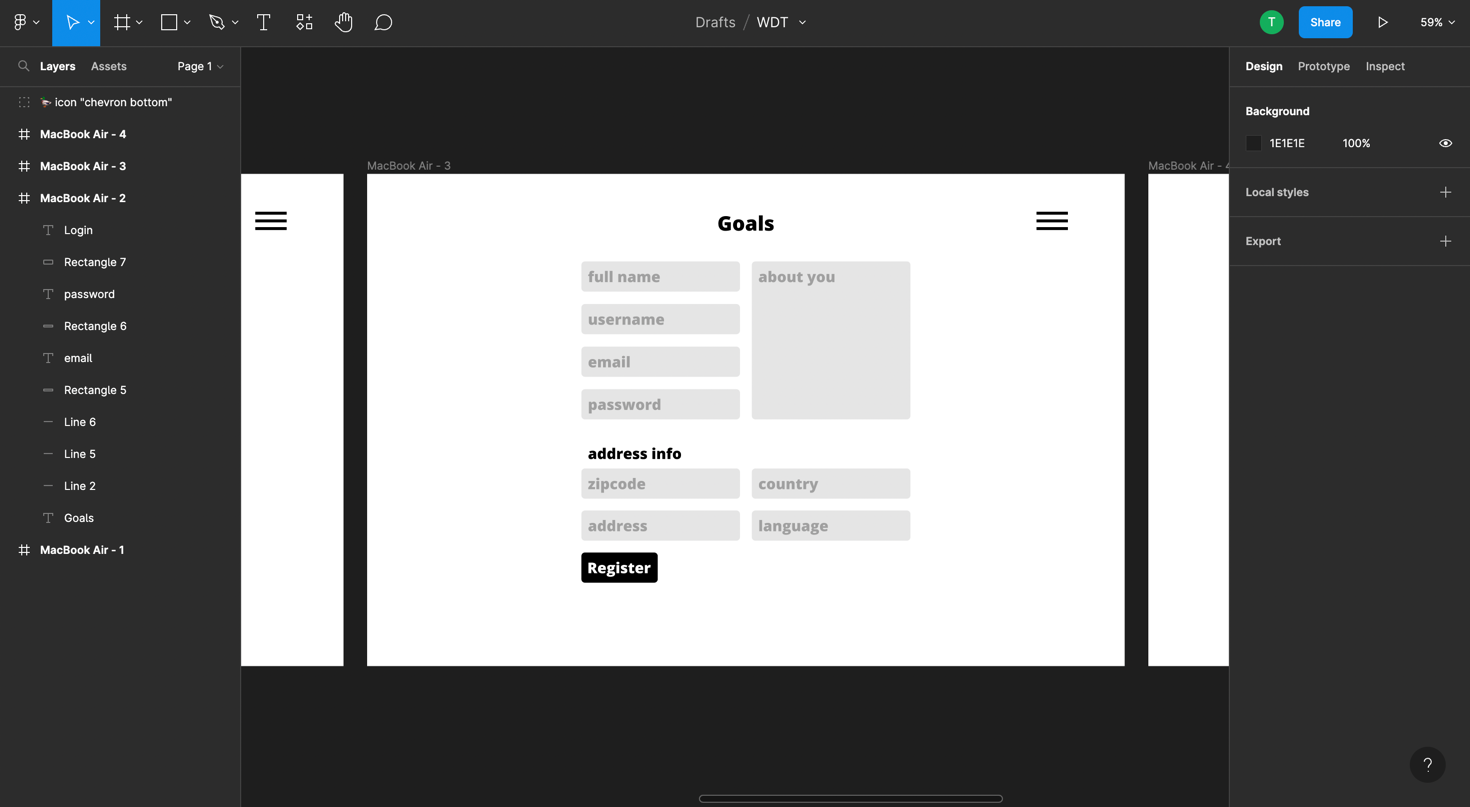 Drafts / WDT
T
Share
59%
Layers
Assets
Page 1
icon "chevron bottom"
MacBook Air - 4
MacBook Air - 3
MacBook Air - 2
Login
Rectangle 7
password
Rectangle 6
email
Rectangle 5
Line 6
Line 5
Line 2
Goals
MacBook Air - 1
MacBook Air - 3
MacBook Air - 4
Goals
full name
about you
username
email
password
address info
zipcode
country
address
language
Register
Design
Prototype
Inspect
Background
1E1E1E
100%
Local styles
Export
?